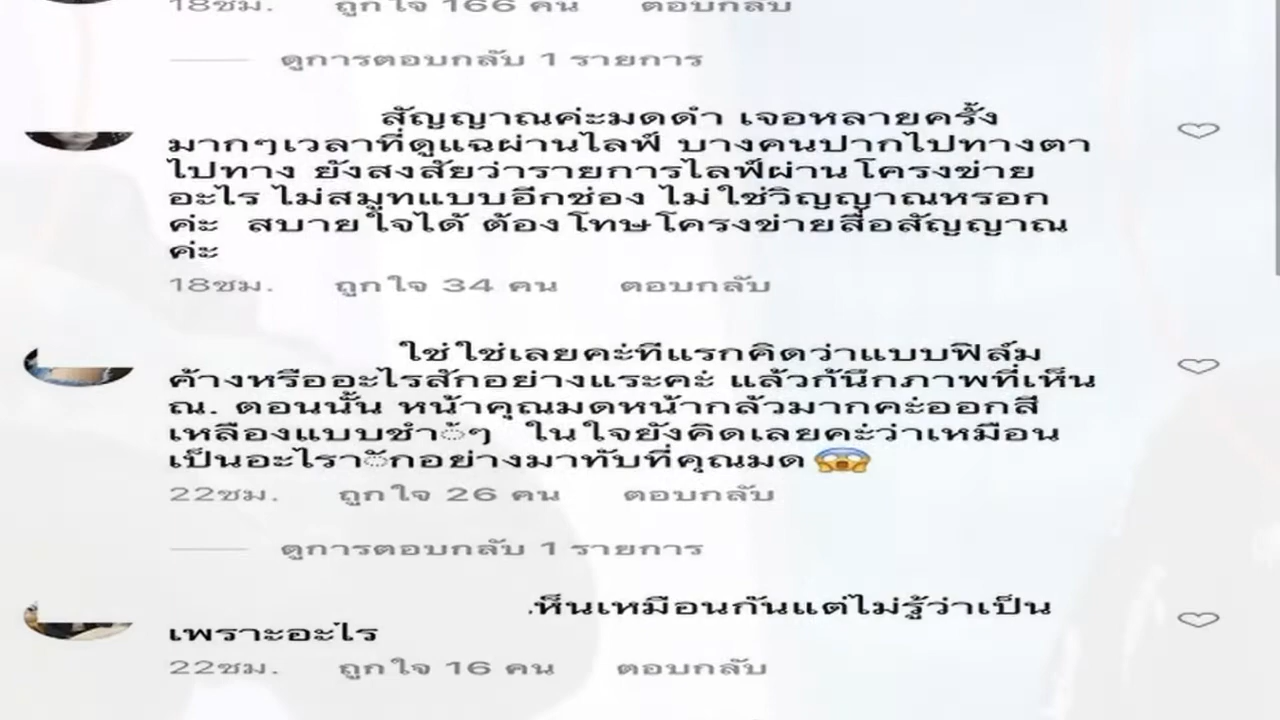 18ชม. ถูกใจ 166 คน ตอบกลับ
ดูการตอบกลับ 1 รายการ
สัญญาณค่ะมดดำ เจอหลายครั้ง
มากๆเวลาที่ดูแฉผ่านไลฟ์ บางคนปากไปทางตา
ไปทาง ยังสงสัยว่ารายการไลฟ์ผ่านโครงข่าย
อะไร ไม่สมูทแบบอีกช่อง ไม่ใช่วิญญาณหรอก
ค่ะ สบายใจได้ ต้องโทษโครงข่ายสื่อสัญญาณ
ค่ะ
18ชม. ถูกใจ 34 คน ตอบกลับ
ใช่ใช่เลยคะ่ทีแรกคิดว่าแบบฟิล์ม
ค้างหรืออะไรสักอย่างแระคะ่ แล้วก้นึกภาพที่เห็น
ณ. ตอนนั้น หน้าคุณมดหน้ากลัวมากคะ่ออกสี
เหลืองแบบชำ้ๆ ในใจยังคิดเลยคะ่ว่าเหมือน
เป็นอะไราักอย่างมาทับที่คุณมด😱
22ชม. ถูกใจ 26 คน ตอบกลับ
ดูการตอบกลับ 1 รายการ
.ห็นเหมือนกันแต่ไม่รู้ว่าเป็น
เพราะอะไร
22ชม. ถูกใจ 16 คน ตอบกลับ